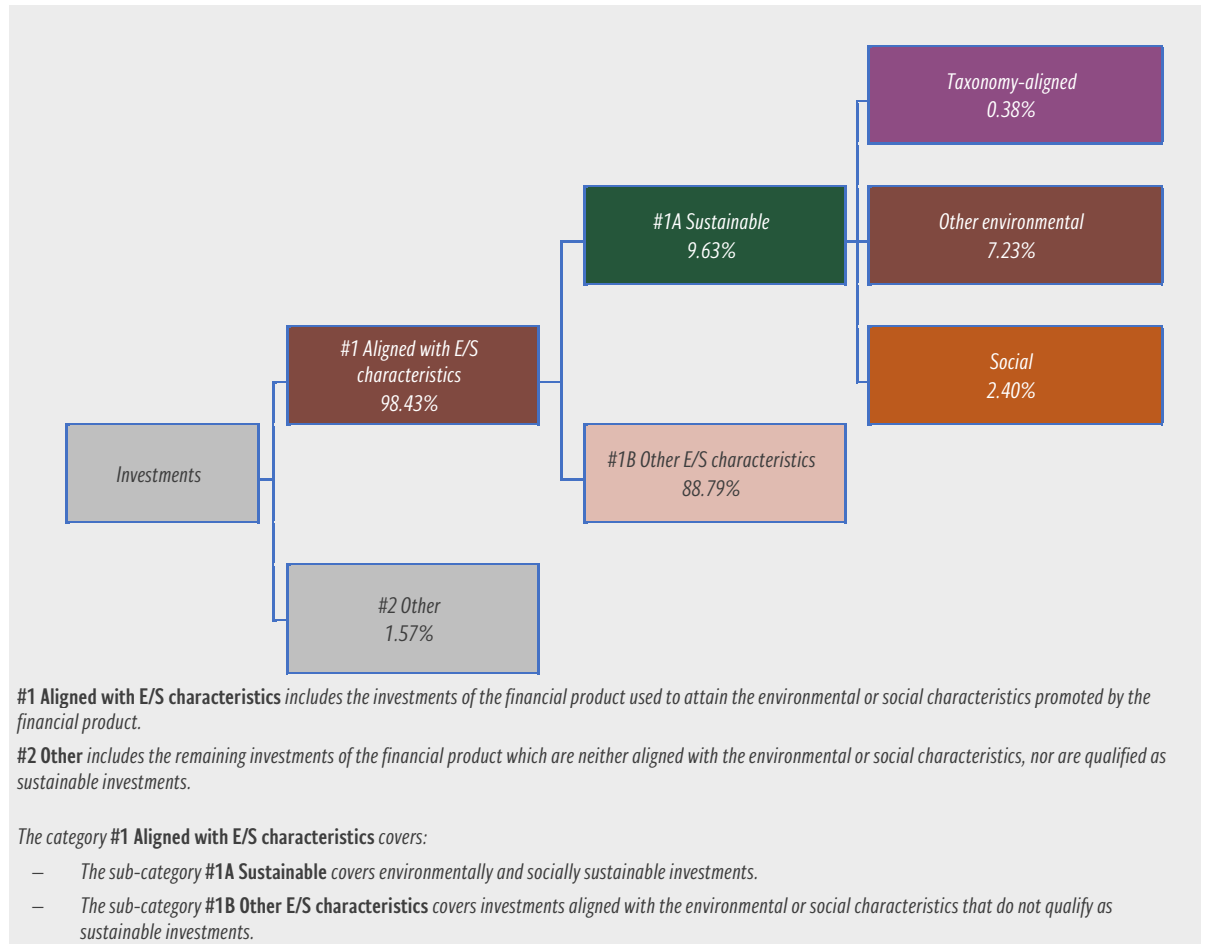 Taxonomy-aligned
0.38%
#1A Sustainable
9.63%
Other environmental
7.23%
#1 Aligned with E/S
characteristics
98.43%
Social
2.40%
Investments
#1B Other E/S characteristics
88.79%
#2 Other
1.57%
#1 Aligned with E/S characteristics includes the investments of the financial product used to attain the environmental or social characteristics promoted by the
financial product.
#2 Other includes the remaining investments of the financial product which are neither aligned with the environmental or social characteristics, nor are qualified as
sustainable investments.
The category #1 Aligned with E/S characteristics covers:
– The sub-category #1A Sustainable covers environmentally and socially sustainable investments.
– The sub-category #1B Other E/S characteristics covers investments aligned with the environmental or social characteristics that do not qualify as
sustainable investments.